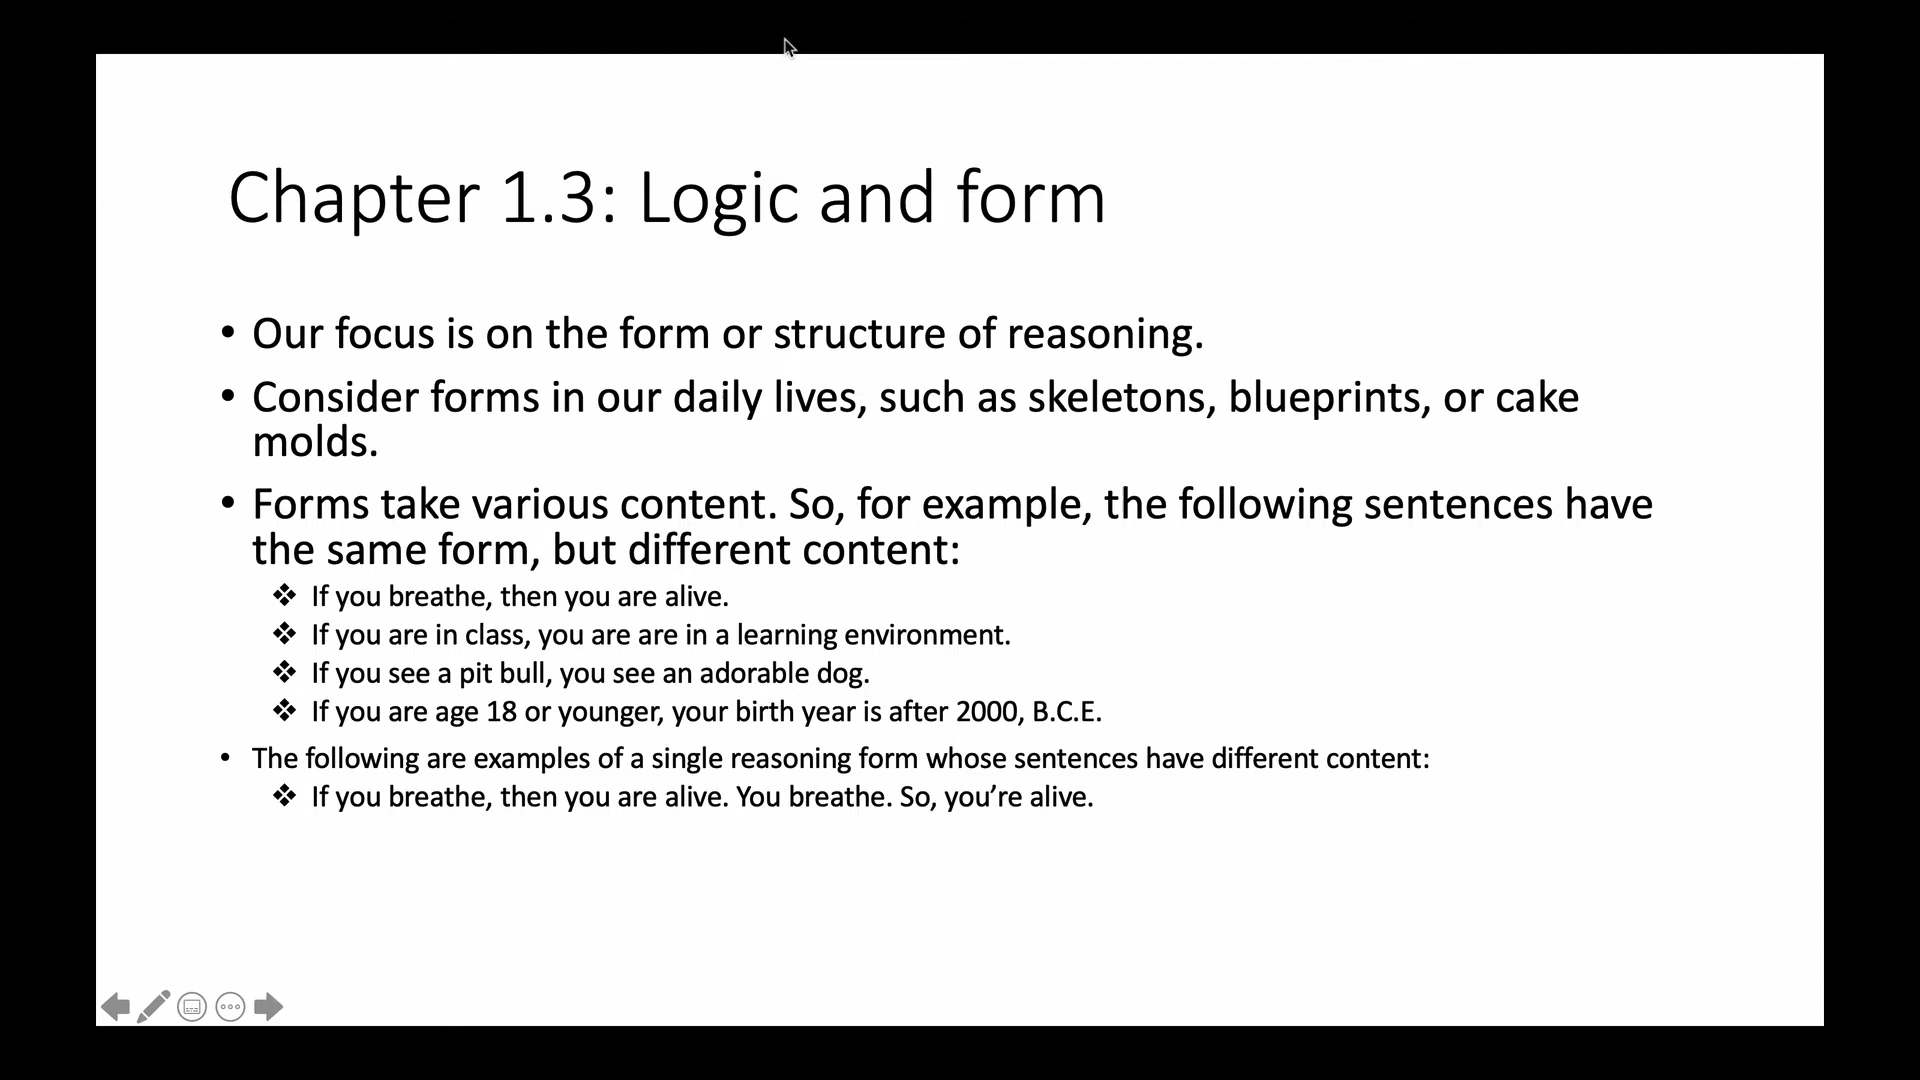 Chapter 1.3: Logic and form
• Our focus is on the form or structure of reasoning.
• Consider forms in our daily lives, such as skeletons, blueprints, or cake
molds.
• Forms take various content. So, for example, the following sentences have
the same form, but different content:
❖ If you breathe, then you are alive.
❖ If you are in class, you are are in a learning environment.
❖ If you see a pit bull, you see an adorable dog.
❖ If you are age 18 or younger, your birth year is after 2000, B.C.E.
• The following are examples of a single reasoning form whose sentences have different content:
❖ If you breathe, then you are alive. You breathe. So, you’re alive.